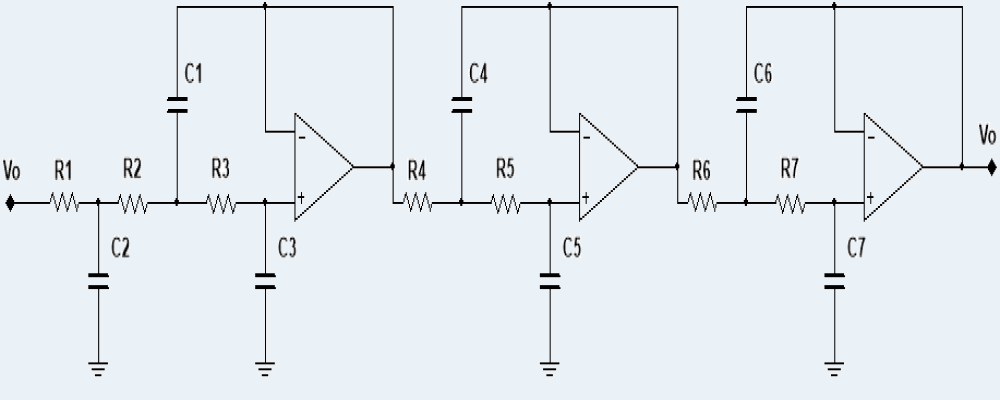 C1 C4 C6
Vo R1 R2 R3 R4 R5 R6 R7 Vo
- - -
+ + +
C2 C3 C5 C7